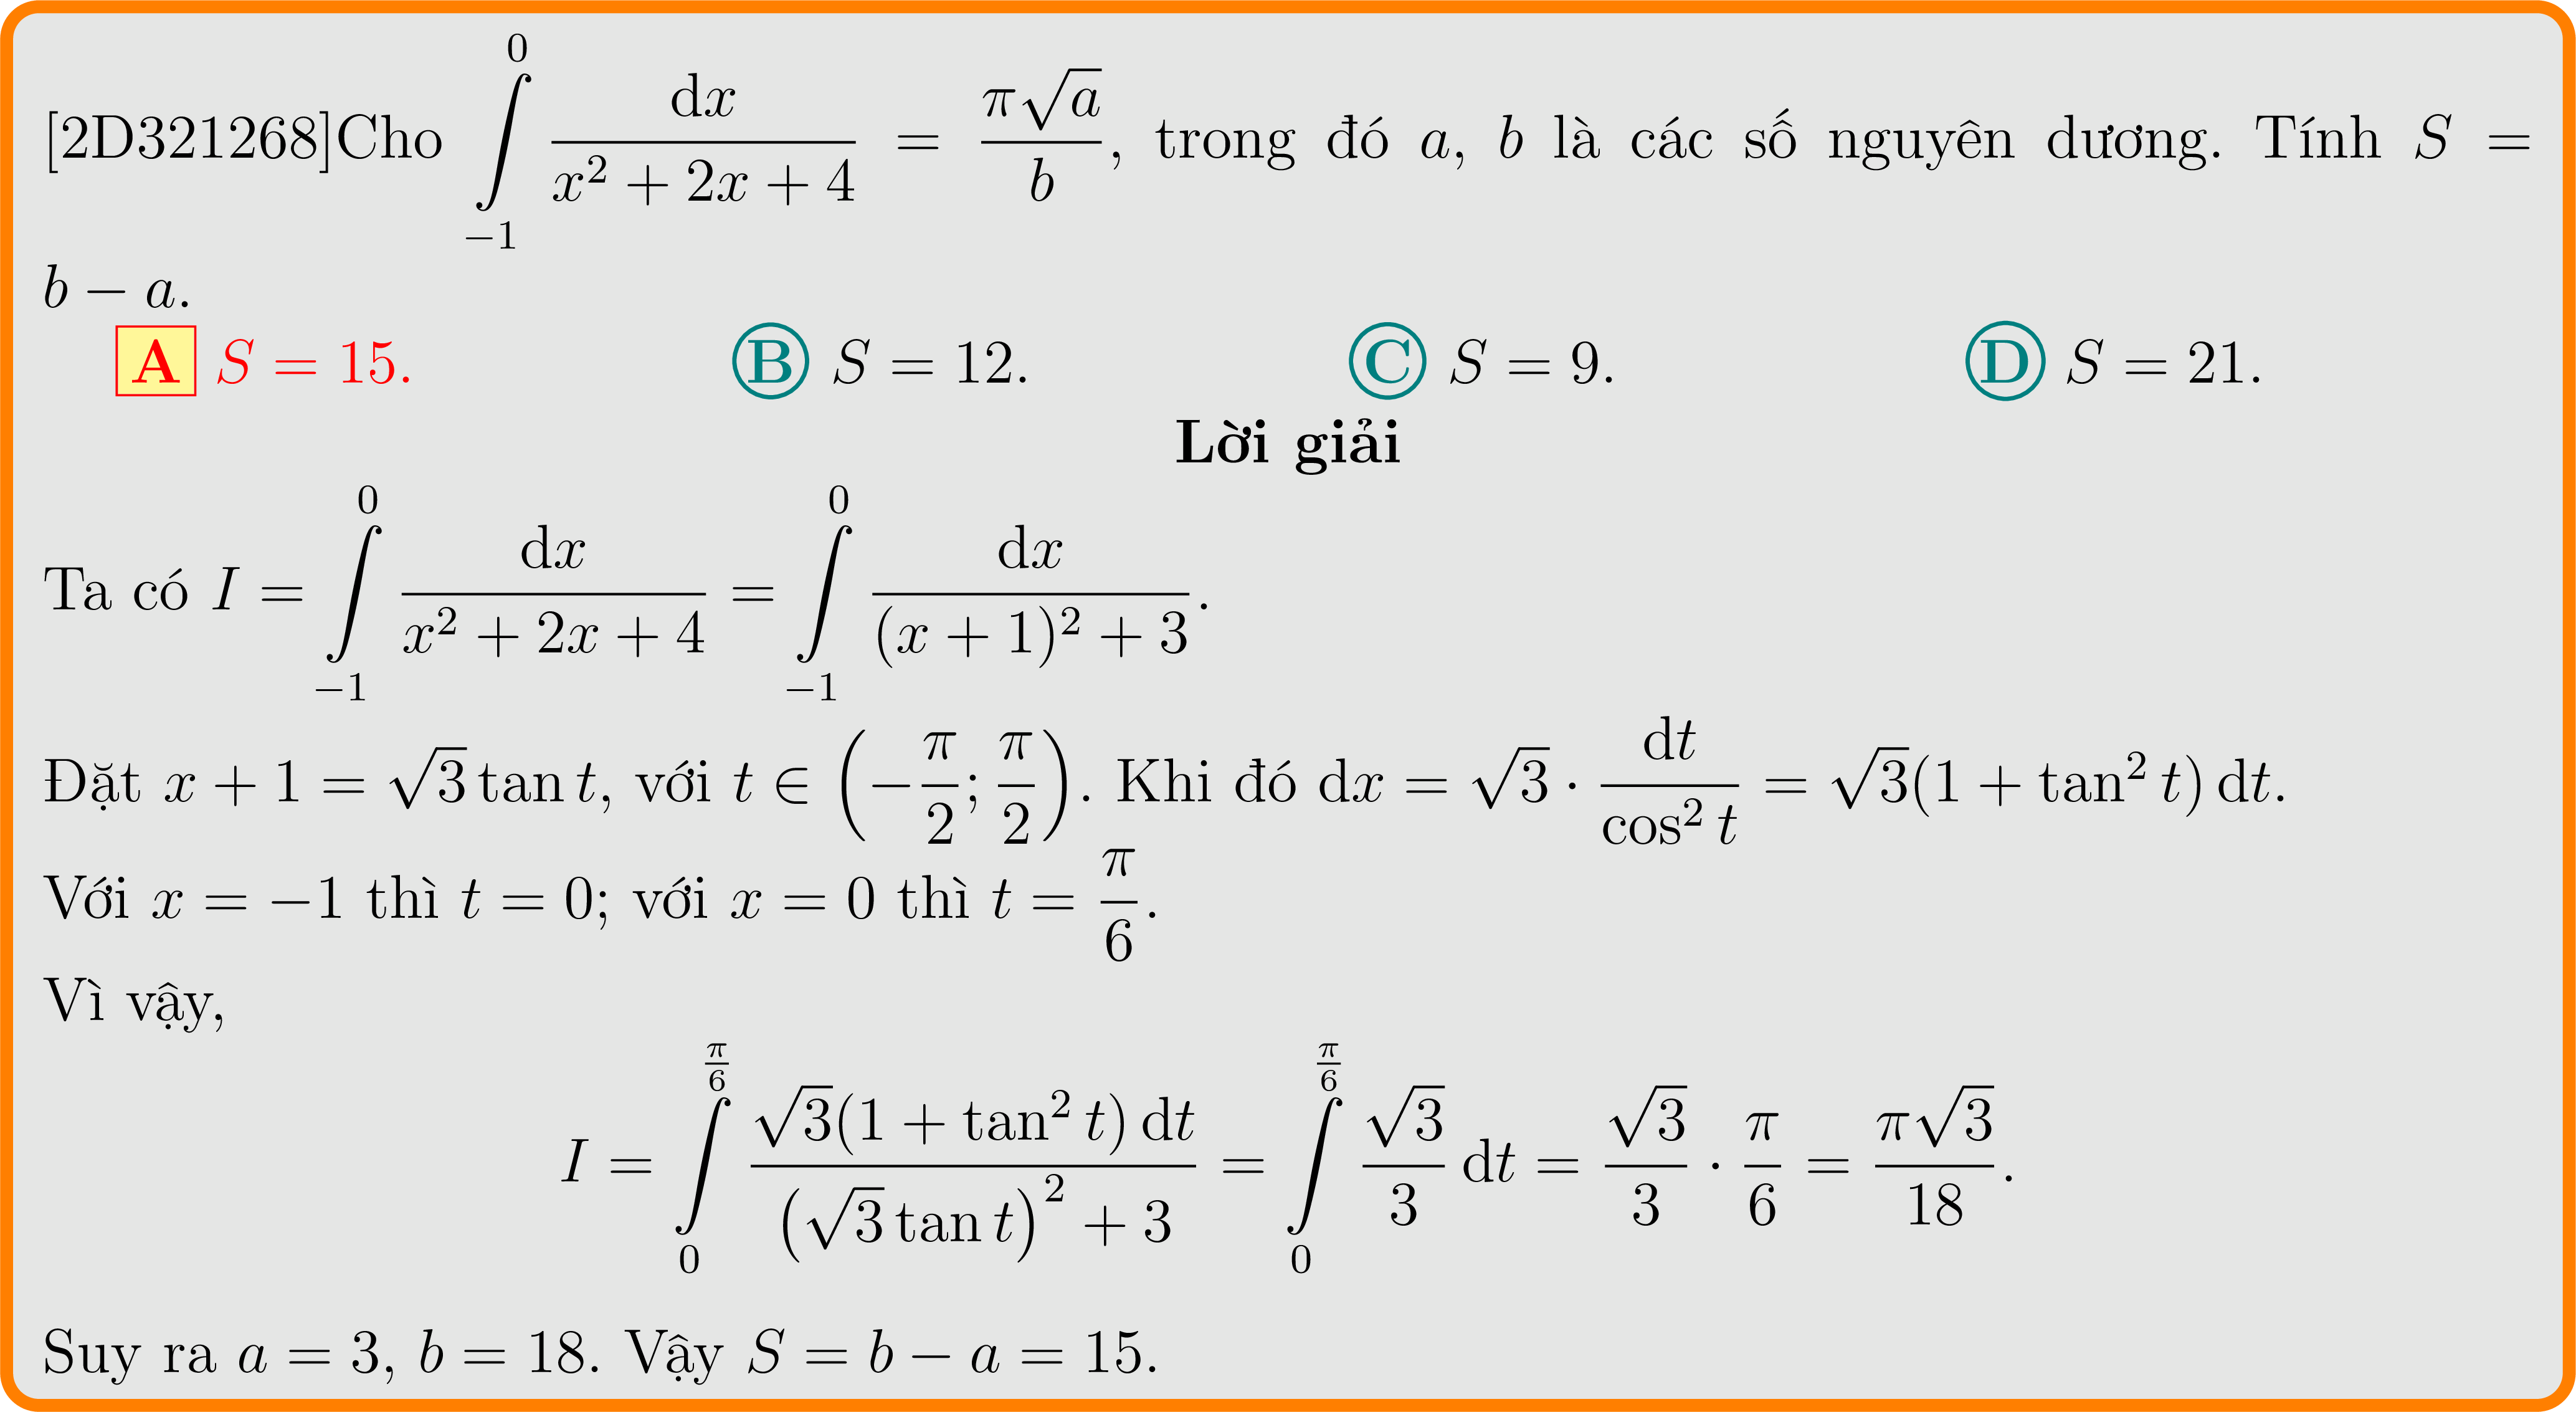 [2D321268]Cho \int\limits_{-1}^{0} \frac{dx}{x^2 + 2x + 4} = \frac{\pi\sqrt{a}}{b}, trong đó a, b là các số nguyên dương. Tính S =
b − a.
A S = 15. B S = 12. C S = 9. D S = 21.
Lời giải
Ta có I = \int\limits_{-1}^{0} \frac{dx}{x^2 + 2x + 4} = \int\limits_{-1}^{0} \frac{dx}{(x + 1)^2 + 3}.
Đặt x + 1 = \sqrt{3} tan t, với t ∈ \left(-\frac{\pi}{2}; \frac{\pi}{2}\right). Khi đó dx = \sqrt{3} · \frac{dt}{\cos^2 t} = \sqrt{3}(1 + \tan^2 t) dt.
Với x = −1 thì t = 0; với x = 0 thì t = \frac{\pi}{6}.
Vì vậy,
I = \int\limits_{0}^{\frac{\pi}{6}} \frac{\sqrt{3}(1 + \tan^2 t) dt}{(\sqrt{3} \tan t)^2 + 3} = \int\limits_{0}^{\frac{\pi}{6}} \frac{\sqrt{3}}{3} dt = \frac{\sqrt{3}}{3} · \frac{\pi}{6} = \frac{\pi\sqrt{3}}{18}.
Suy ra a = 3, b = 18. Vậy S = b − a = 15.